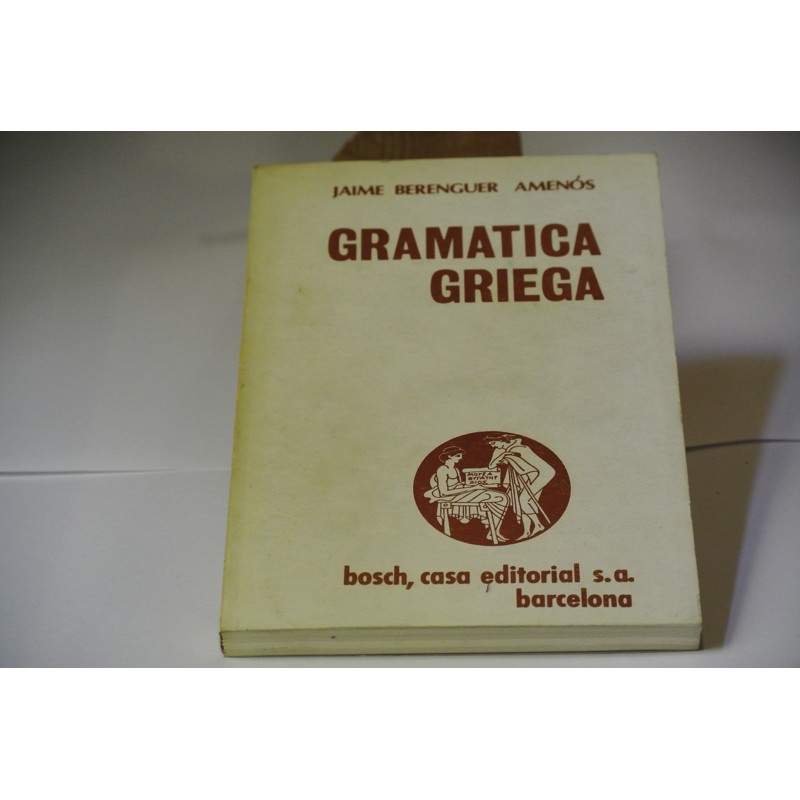 JAIME BERENGUER AMENÓS
GRAMATICA
GRIEGA
bosch, casa editorial s.a.
barcelona